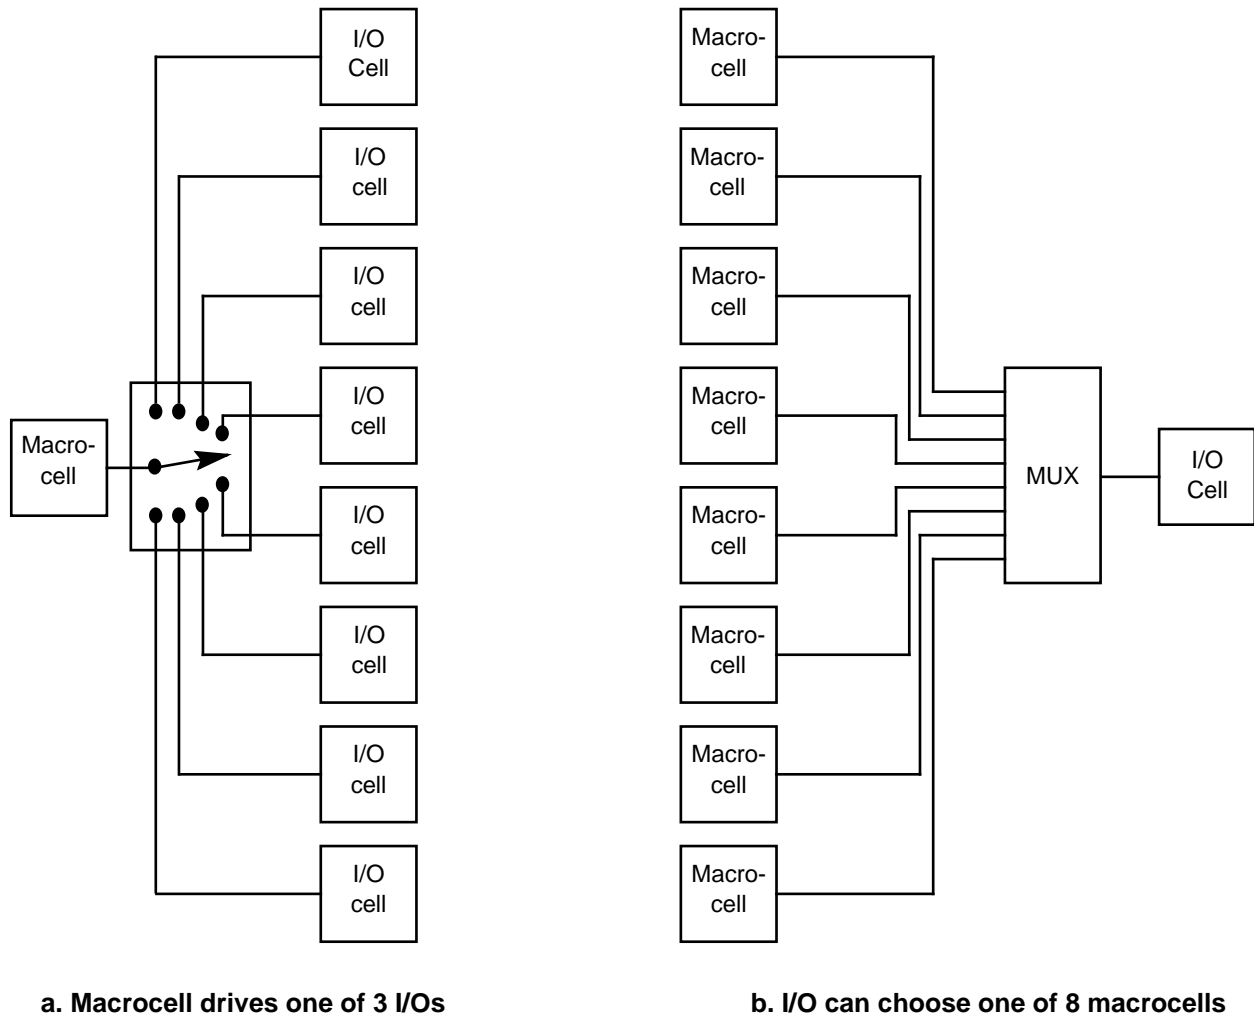 I/O
Cell
I/O
cell
I/O
cell
I/O
cell
I/O
cell
I/O
cell
I/O
cell
I/O
cell
Macro-
cell
a. Macrocell drives one of 3 I/Os
Macro-
cell
Macro-
cell
Macro-
cell
Macro-
cell
Macro-
cell
Macro-
cell
Macro-
cell
Macro-
cell
MUX
I/O
Cell
b. I/O can choose one of 8 macrocells